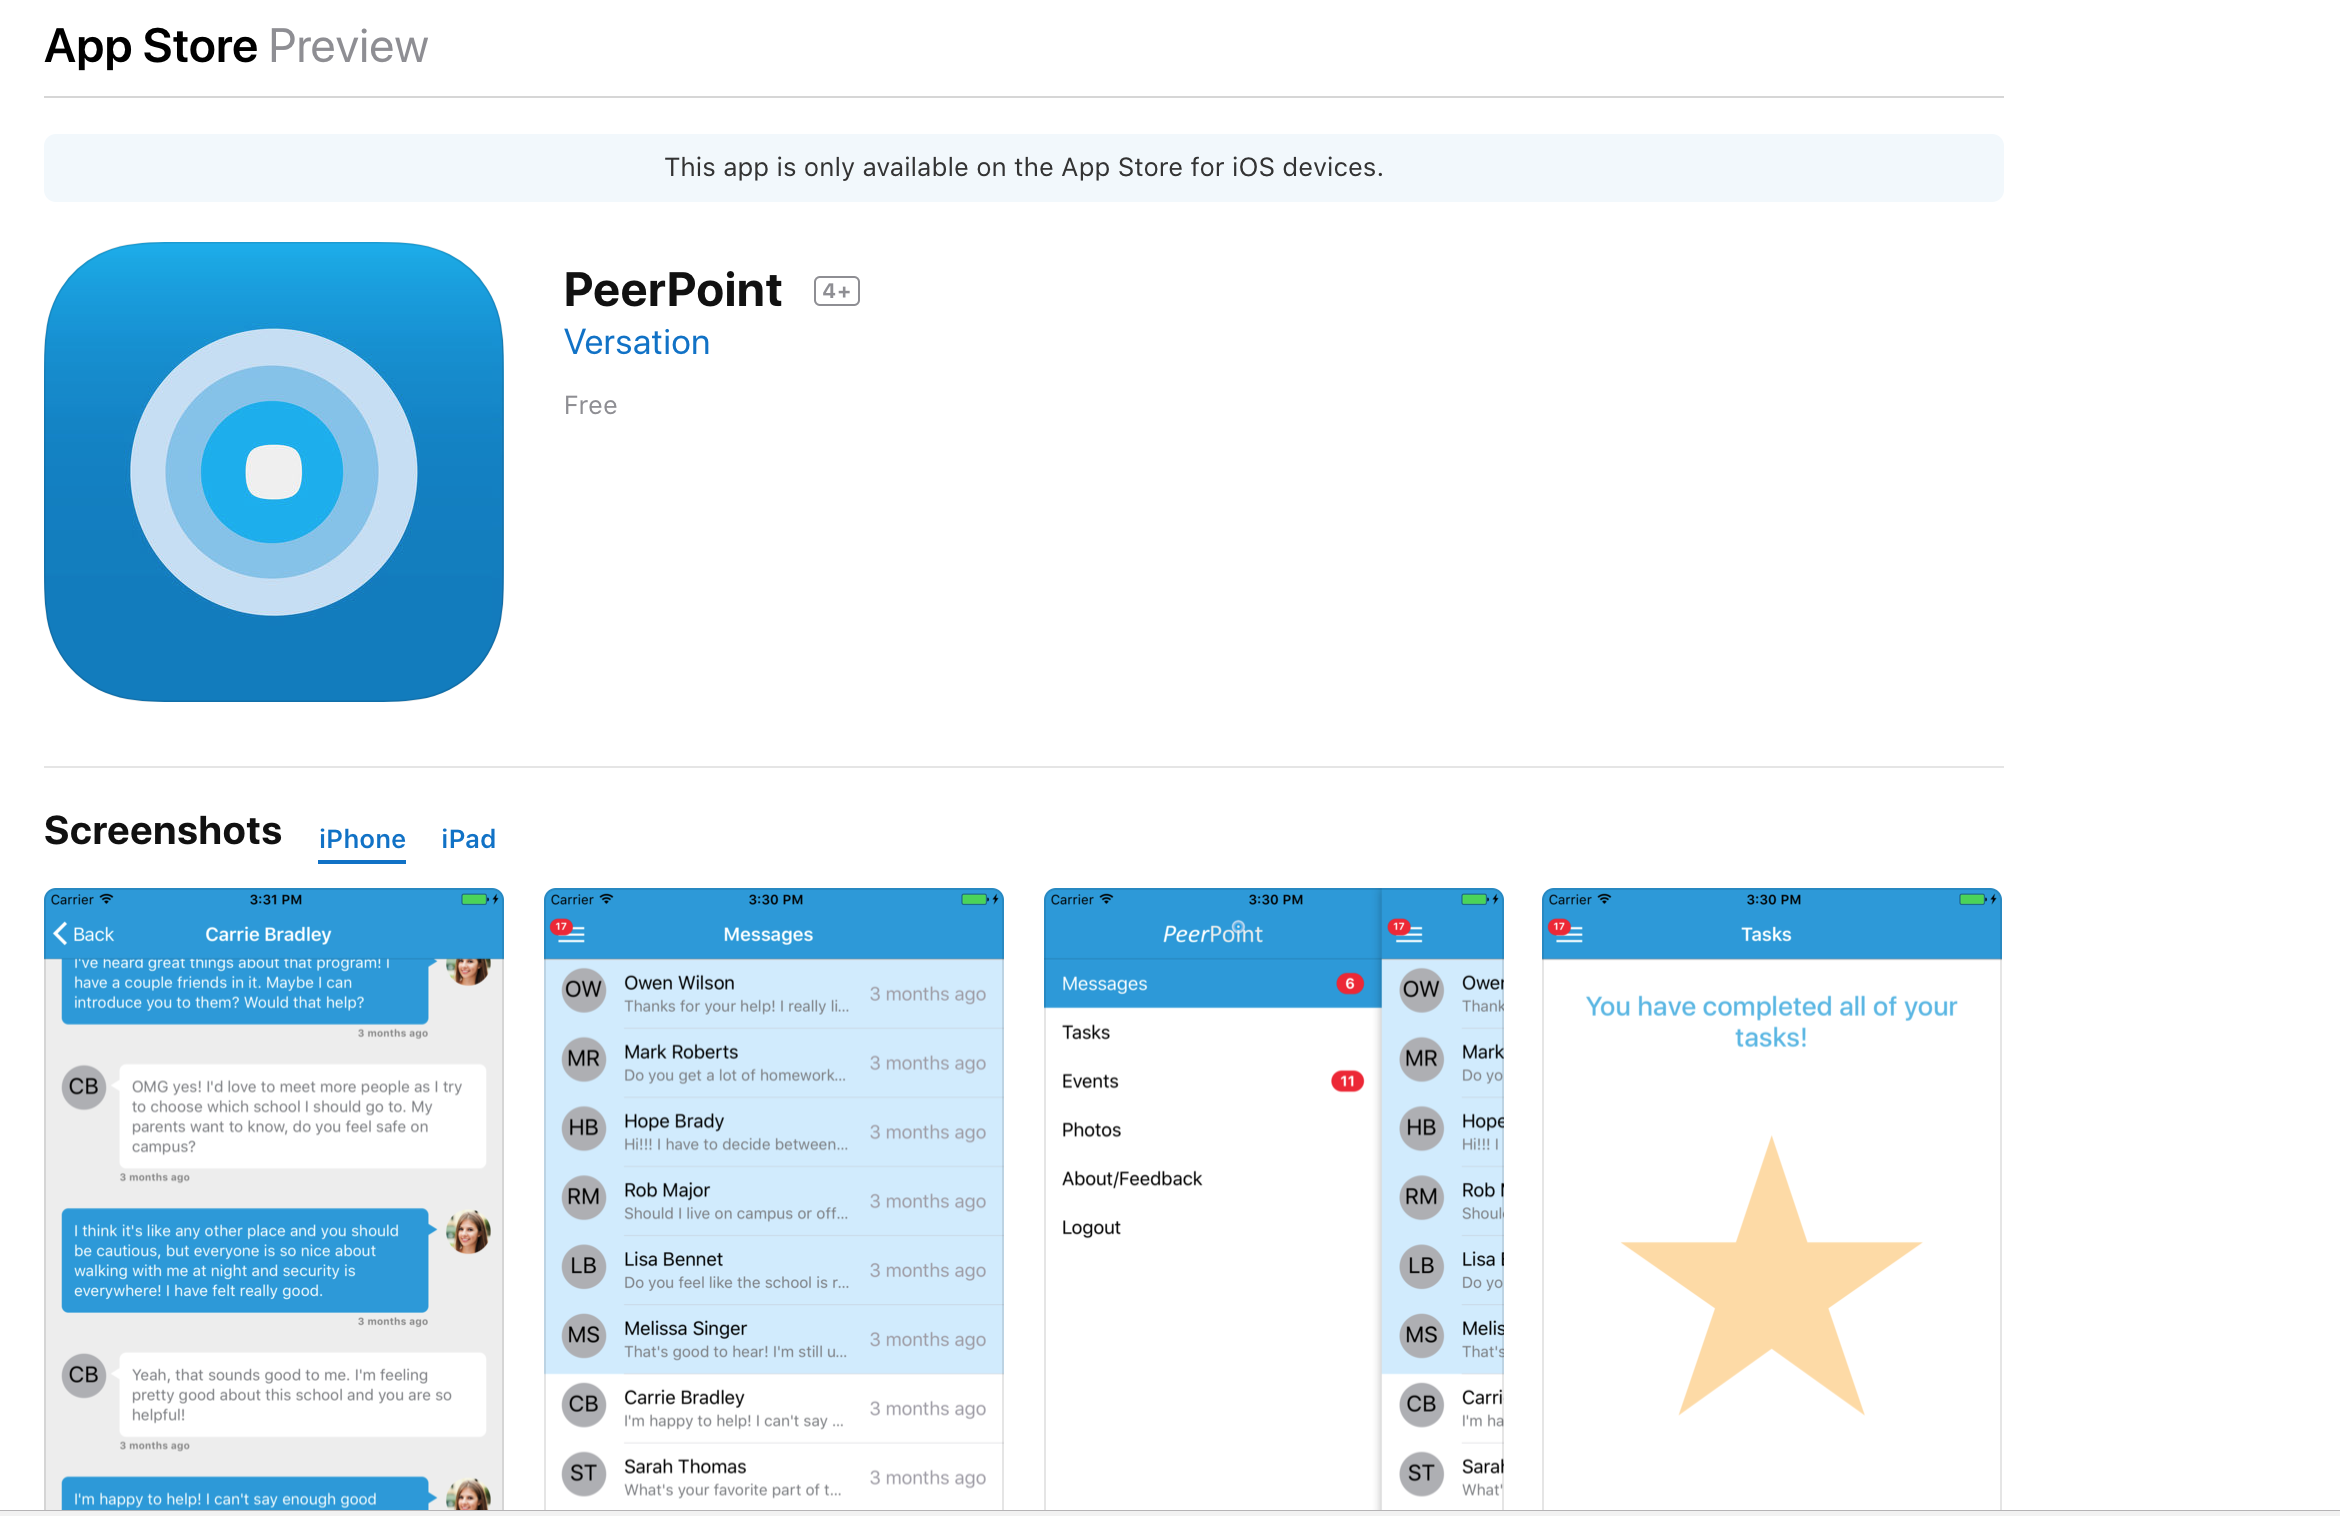 App Store Preview
This app is only available on the App Store for iOS devices.
PeerPoint 4+
Versation
Free
Screenshots iPhone iPad
Carrier 3:31 PM
Back Carrie Bradley
I've heard great things about that program! I
have a couple friends in it. Maybe I can
introduce you to them? Would that help?
3 months ago
CB
OMG yes! I'd love to meet more people as I try
to choose which school I should go to. My
parents want to know, do you feel safe on
campus?
3 months ago
I think it's like any other place and you should
be cautious, but everyone is so nice about
walking with me at night and security is
everywhere! I have felt really good.
3 months ago
CB
Yeah, that sounds good to me. I'm feeling
pretty good about this school and you are so
helpful!
3 months ago
I'm happy to help! I can't say enough good
Carrier 3:30 PM
17 Messages
OW Owen Wilson
Thanks for your help! I really li... 3 months ago
MR Mark Roberts
Do you get a lot of homework... 3 months ago
HB Hope Brady
Hi!!! I have to decide between... 3 months ago
RM Rob Major
Should I live on campus or off... 3 months ago
LB Lisa Bennet
Do you feel like the school is r... 3 months ago
MS Melissa Singer
That's good to hear! I'm still u... 3 months ago
CB Carrie Bradley
I'm happy to help! I can't say ... 3 months ago
ST Sarah Thomas
What's your favorite part of t... 3 months ago
Carrier 3:30 PM
PeerPoint
Messages 6
Tasks
Events 11
Photos
About/Feedback
Logout
17
OW Owen
Thank
MR Mark
Do yo
HB Hope
Hi!!! I
RM Rob
Shoul
LB Lisa
Do yo
MS Melis
That's
CB Carri
I'm ha
ST Sarah
What'
Carrier 3:30 PM
17 Tasks
You have completed all of your
tasks!